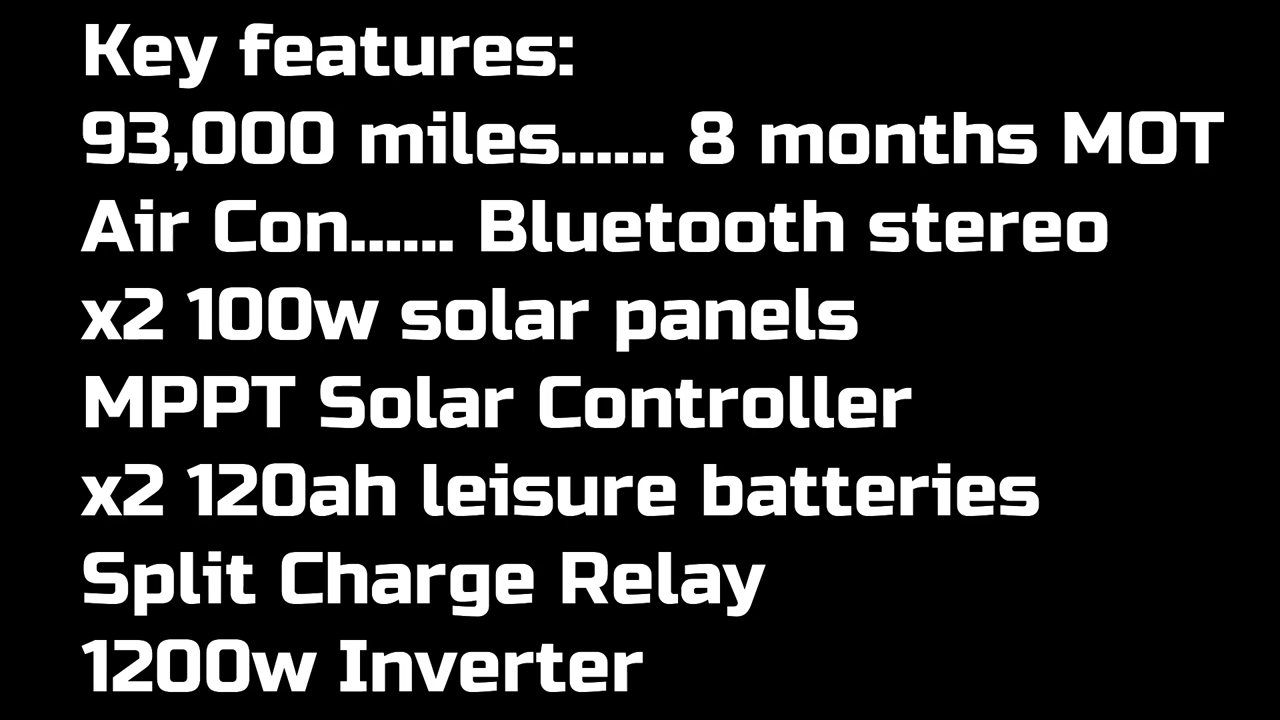 Key features:
93,000 miles...... 8 months MOT
Air Con...... Bluetooth stereo
x2 100w solar panels
MPPT Solar Controller
x2 120ah leisure batteries
Split Charge Relay
1200w Inverter